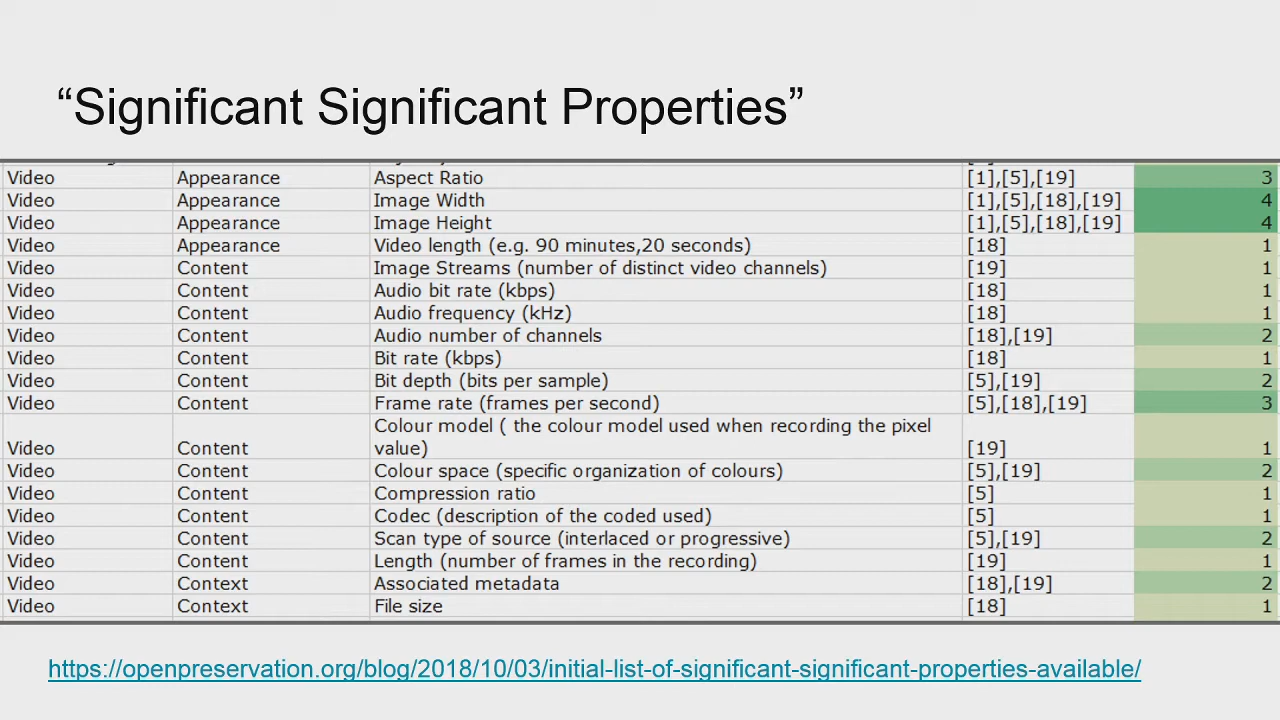 “Significant Significant Properties”
Video Appearance Aspect Ratio [1],[5],[19] 3
Video Appearance Image Width [1],[5],[18],[19] 4
Video Appearance Image Height [1],[5],[18],[19] 4
Video Appearance Video length (e.g. 90 minutes,20 seconds) [18] 1
Video Content Image Streams (number of distinct video channels) [19] 1
Video Content Audio bit rate (kbps) [18] 1
Video Content Audio frequency (kHz) [18] 1
Video Content Audio number of channels [18],[19] 2
Video Content Bit rate (kbps) [18] 1
Video Content Bit depth (bits per sample) [5],[19] 2
Video Content Frame rate (frames per second) [5],[18],[19] 3
Colour model ( the colour model used when recording the pixel
Video Content value) [19] 1
Video Content Colour space (specific organization of colours) [5],[19] 2
Video Content Compression ratio [5] 1
Video Content Codec (description of the coded used) [5] 1
Video Content Scan type of source (interlaced or progressive) [5],[19] 2
Video Content Length (number of frames in the recording) [19] 1
Video Context Associated metadata [18],[19] 2
Video Context File size [18] 1
https://openpreservation.org/blog/2018/10/03/initial-list-of-significant-significant-properties-available/